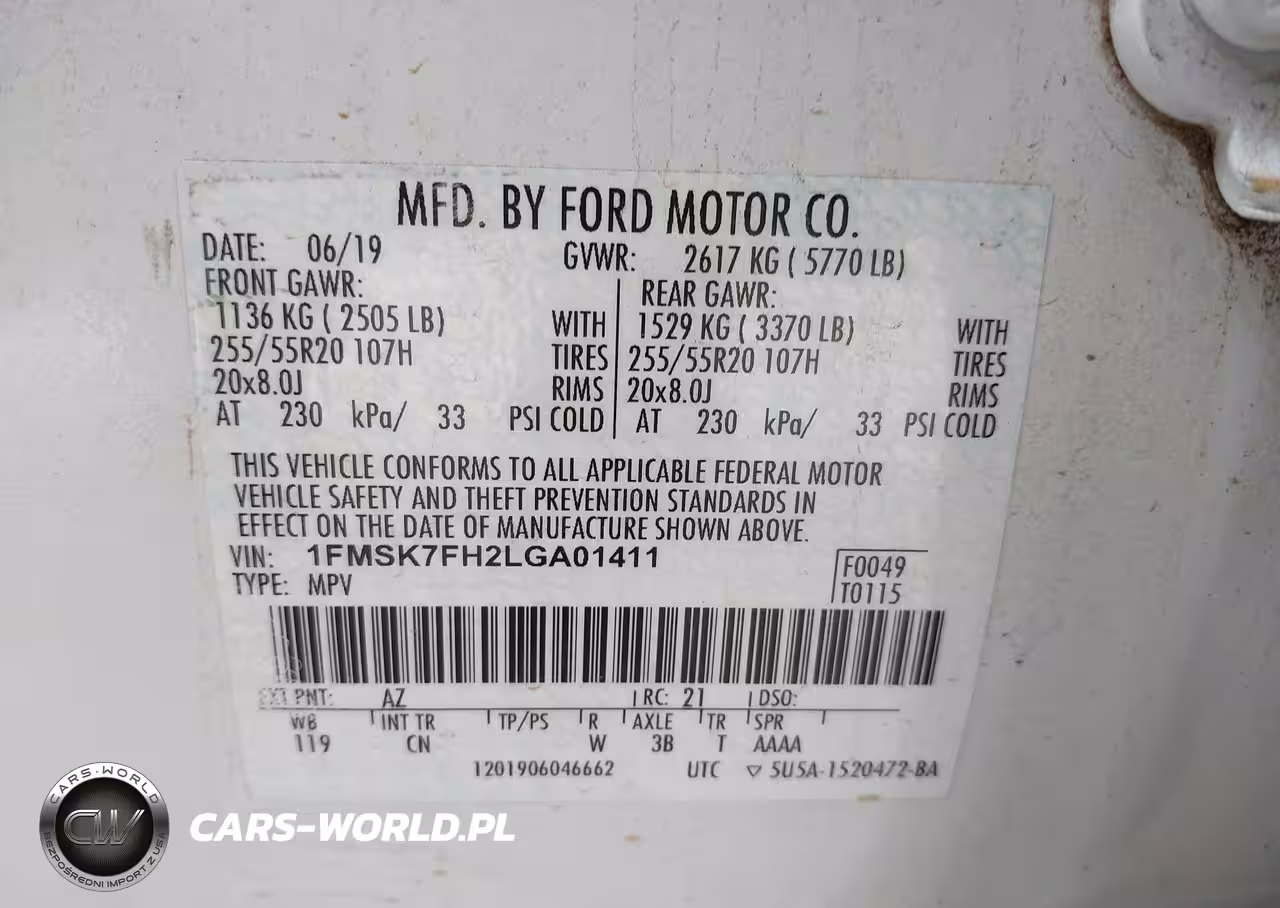 MFD. BY FORD MOTOR CO.
DATE: 06/19 GVWR: 2617 KG ( 5770 LB)
FRONT GAWR: REAR GAWR:
1136 KG ( 2505 LB) WITH 1529 KG ( 3370 LB) WITH
255/55R20 107H TIRES 255/55R20 107H TIRES
20x8.0J RIMS 20x8.0J RIMS
AT 230 kPa/ 33 PSI COLD AT 230 kPa/ 33 PSI COLD
THIS VEHICLE CONFORMS TO ALL APPLICABLE FEDERAL MOTOR
VEHICLE SAFETY AND THEFT PREVENTION STANDARDS IN
EFFECT ON THE DATE OF MANUFACTURE SHOWN ABOVE.
VIN: 1FMSK7FH2LGA01411
TYPE: MPV
F0049
T0115
EXT PNT: AZ RC: 21 DSO:
WB INT TR TP/PS R AXLE TR SPR
119 CN W 3B T AAAA
1201906046662 UTC ▽ 5U5A-1520472-BA
CARS-WORLD
CW
BEZPOŚREDNI IMPORT Z USA
CARS-WORLD.PL